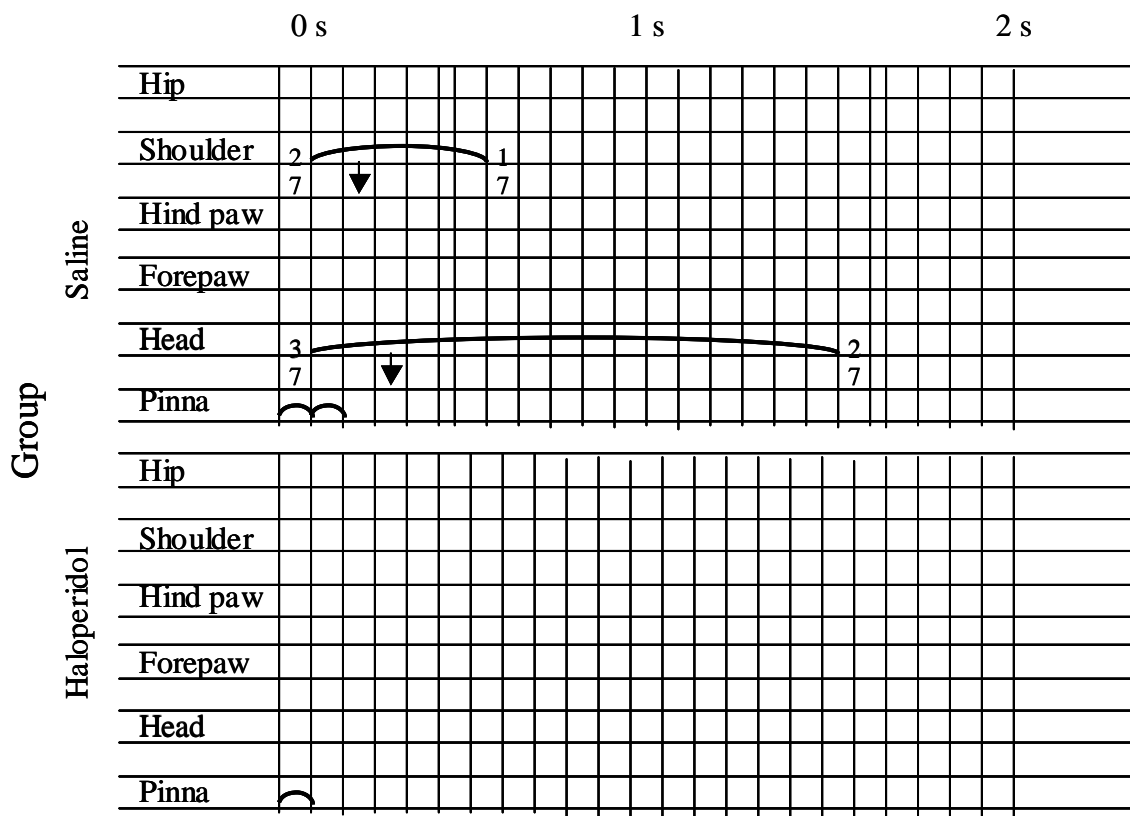 0 s 1 s 2 s
Group
Saline
Hip
Shoulder 2 1
7 7
Hind paw
Forepaw
Head 3 2
7 7
Pinna
Haloperidol
Hip
Shoulder
Hind paw
Forepaw
Head
Pinna